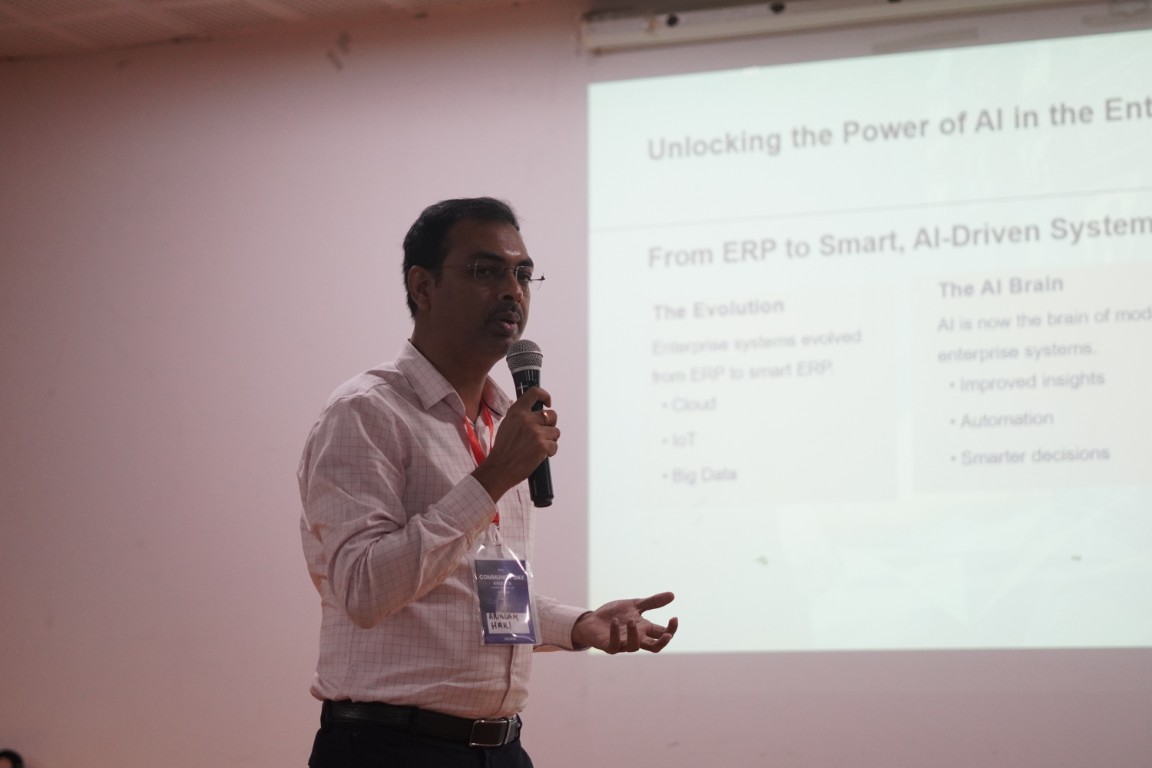 Unlocking the Power of AI in the Ent
From ERP to Smart, AI-Driven System
The Evolution
Enterprise systems evolved
from ERP to smart ERP
• Cloud
• IoT
• Big Data
The AI Brain
AI is now the brain of mod
enterprise systems.
• Improved insights
• Automation
• Smarter decisions
HARI